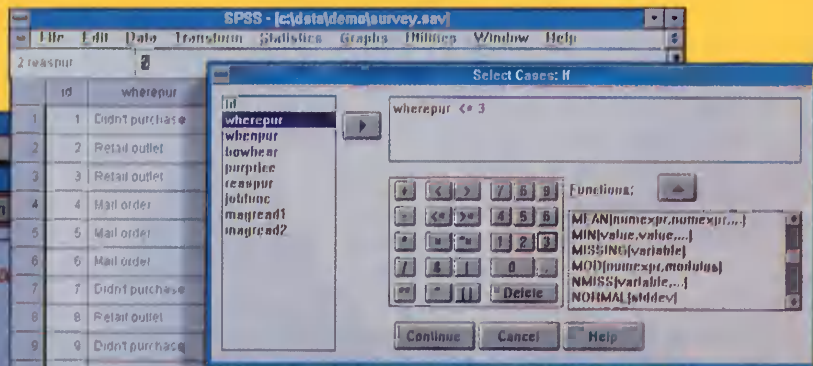 SPSS - [c:\data\demo\survey.sav]
File Edit Data Transform Statistics Graphs Utilities Window Help
2 reaspur
id wherepur
1 1 Didn't purchase
2 2 Retail outlet
3 3 Retail outlet
4 4 Mail order
5 5 Mail order
6 6 Mail order
7 7 Didn't purchase
8 8 Retail outlet
9 9 Didn't purchase
Select Cases: If
id
wherepur
whenpur
howhear
purprice
reaspur
jobfunc
magread1
magread2
wherepur <= 3
+ < > 7 8 9
- <= >= 4 5 6
* = ~= 1 2 3
/ & | 0 .
** ~ () Delete
Functions:
MEAN(numexpr,numexpr,...)
MIN(value,value,...)
MISSING(variable)
MOD(numexpr,modulus)
NMISS(variable,...)
NORMAL(stddev)
Continue Cancel Help